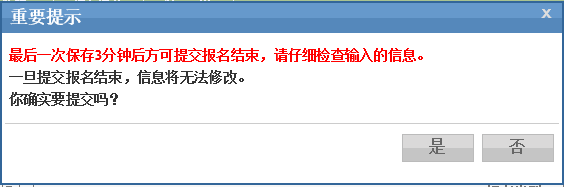 重要提示
x
最后一次保存3分钟后方可提交报名结束，请仔细检查输入的信息。
一旦提交报名结束，信息将无法修改。
你确实要提交吗？
是
否